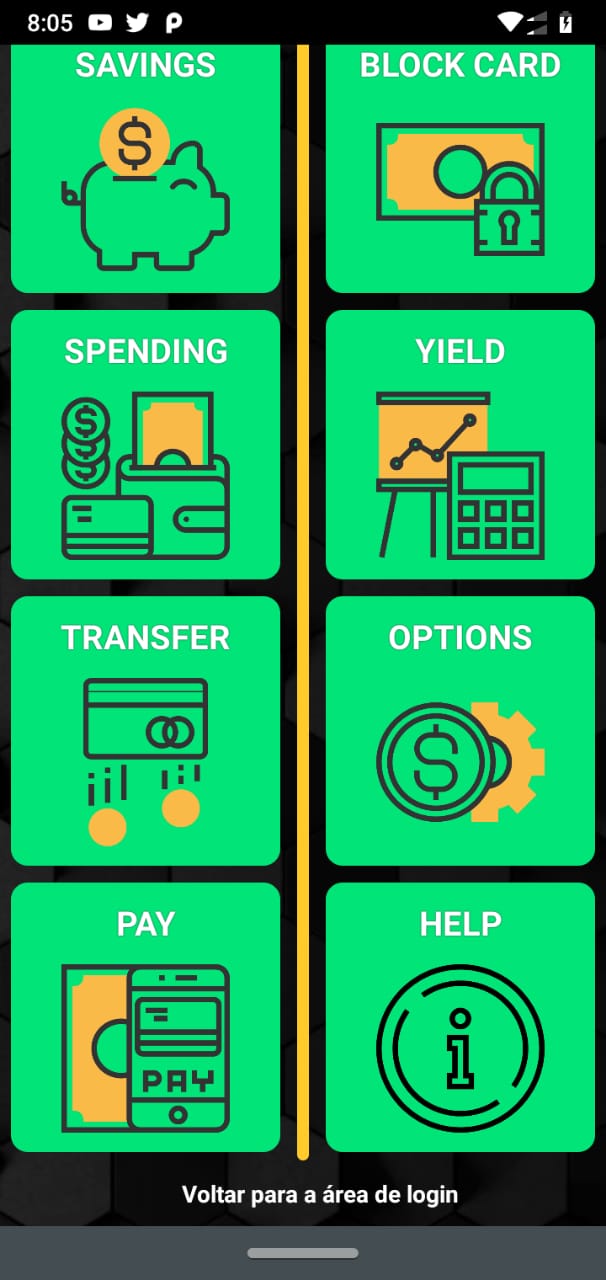 8:05
SAVINGS
BLOCK CARD
$
SPENDING
YIELD
$
$
$
TRANSFER
OPTIONS
$
PAY
HELP
PAY
i
Voltar para a área de login